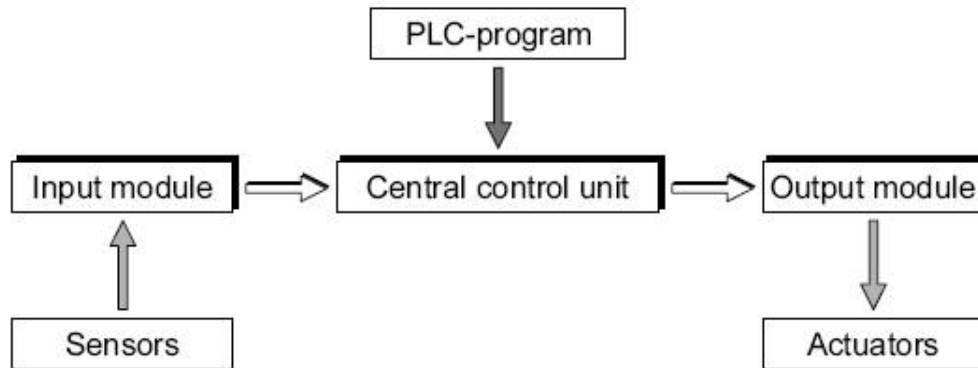 PLC-program
Input module
Central control unit
Output module
Sensors
Actuators